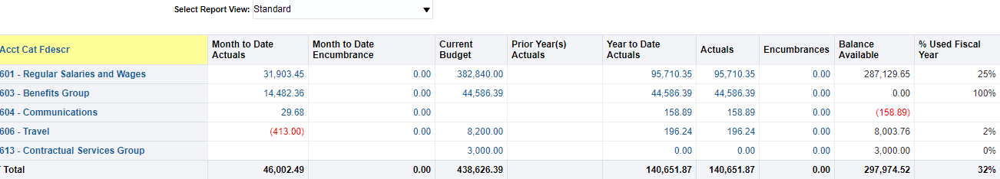 Select Report View: Standard
Acct Cat Fdescr Month to Date Actuals Month to Date Encumbrance Current Budget Prior Year(s) Actuals Year to Date Actuals Actuals Encumbrances Balance Available % Used Fiscal Year
601 - Regular Salaries and Wages 31,903.45 0.00 382,840.00 95,710.35 95,710.35 0.00 287,129.65 25%
603 - Benefits Group 14,482.36 0.00 44,586.39 44,586.39 44,586.39 0.00 0.00 100%
604 - Communications 29.68 0.00 158.89 158.89 0.00 (158.89)
606 - Travel (413.00) 0.00 8,200.00 196.24 196.24 0.00 8,003.76 2%
613 - Contractual Services Group 3,000.00 0.00 0.00 0.00 3,000.00 0%
Total 46,002.49 0.00 438,626.39 140,651.87 140,651.87 0.00 297,974.52 32%